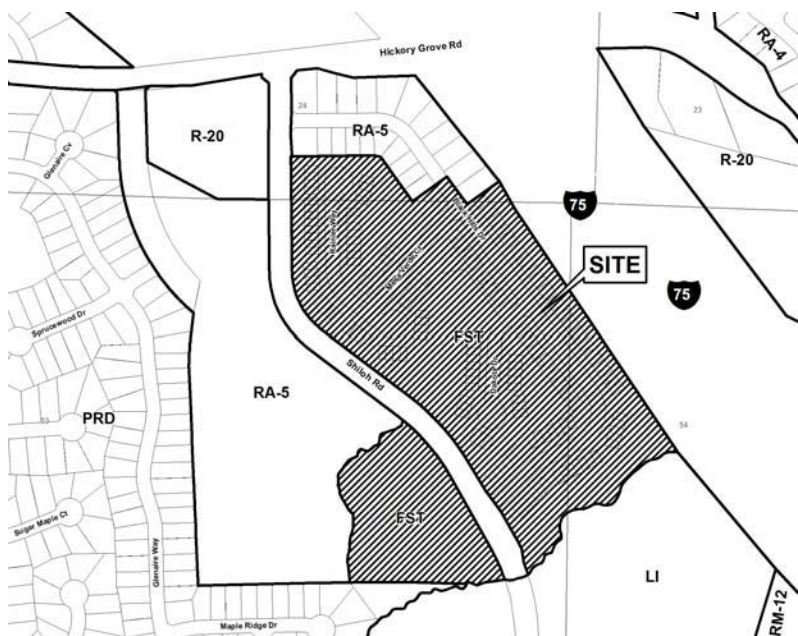 Hickory Grove Rd
RA-4
24
23
R-20
RA-5
Glenaire Cv
R-20
75
SITE
75
Sprucewood Dr
FST
Shiloh Rd
RA-5
PRD
53
54
FST
Sugar Maple Ct
Glenaire Way
LI
RM-12
Maple Ridge Dr